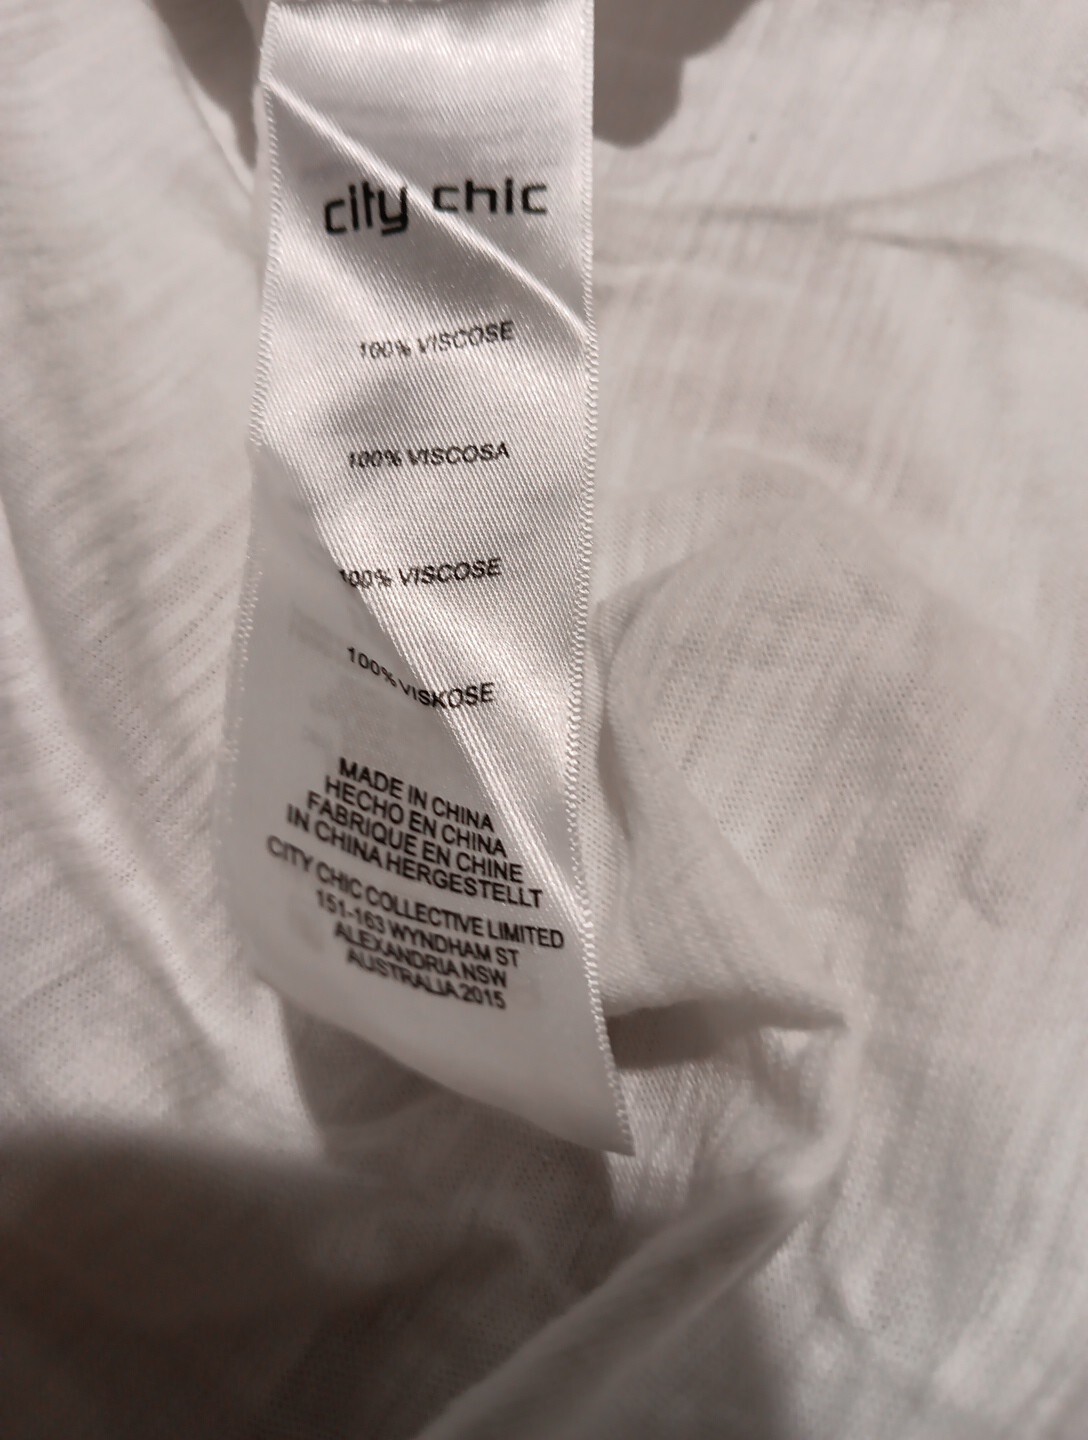 city chic
100% VISCOSE
100% VISCOSA
100% VISCOSE
100% VISKOSE
MADE IN CHINA
HECHO EN CHINA
FABRIQUE EN CHINE
IN CHINA HERGESTELLT
CITY CHIC COLLECTIVE LIMITED
151-163 WYNDHAM ST
ALEXANDRIA NSW
AUSTRALIA 2015